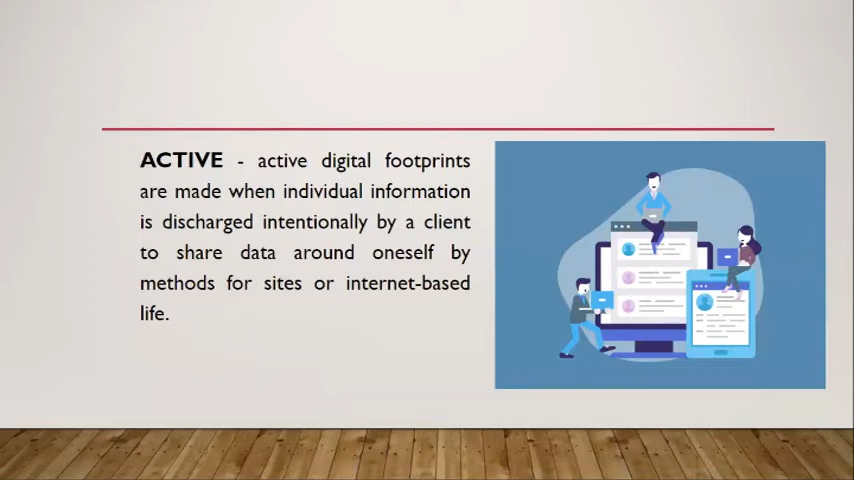 ACTIVE - active digital footprints
are made when individual information
is discharged intentionally by a client
to share data around oneself by
methods for sites or internet-based
life.